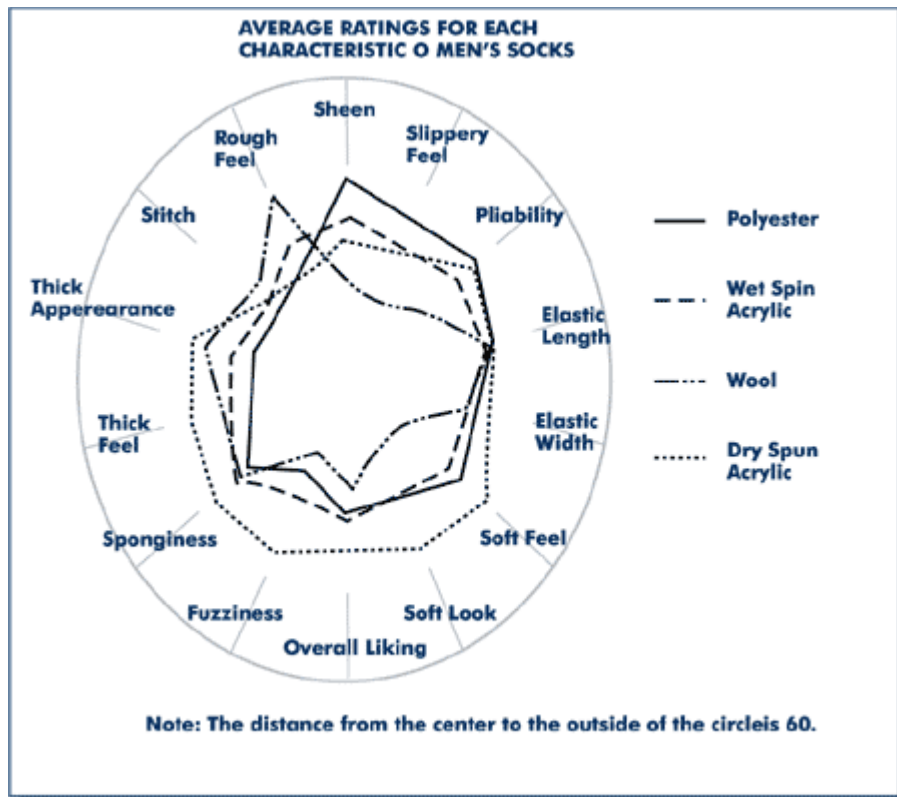 AVERAGE RATINGS FOR EACH
CHARACTERISTIC O MEN'S SOCKS
Sheen
Rough
Feel
Slippery
Feel
Stitch
Pliability
Polyester
Thick
Apperearance
Wet Spin
Acrylic
Elastic
Length
Wool
Thick
Feel
Elastic
Width
Dry Spun
Acrylic
Sponginess
Soft Feel
Fuzziness
Soft Look
Overall Liking
Note: The distance from the center to the outside of the circleis 60.